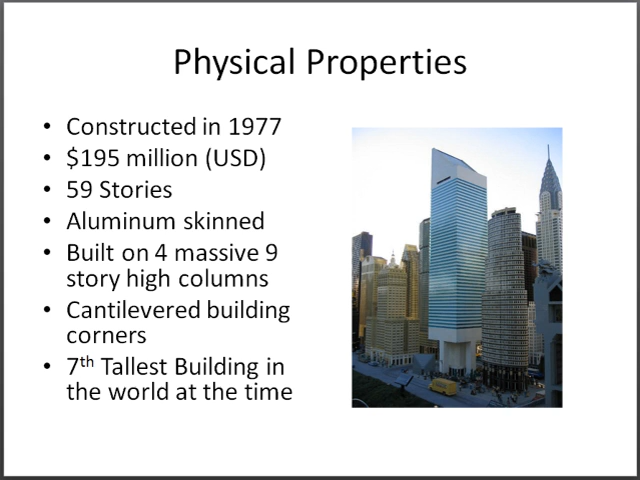 Physical Properties
• Constructed in 1977
• $195 million (USD)
• 59 Stories
• Aluminum skinned
• Built on 4 massive 9
story high columns
• Cantilevered building
corners
• 7th Tallest Building in
the world at the time